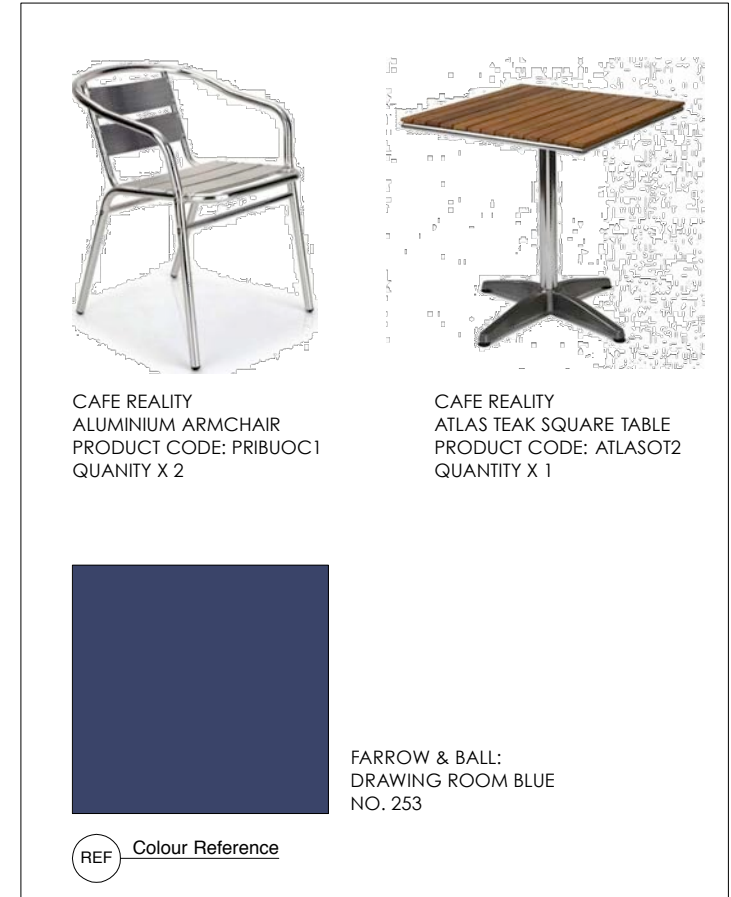 CAFE REALITY
ALUMINIUM ARMCHAIR
PRODUCT CODE: PRIBUOC1
QUANITY X 2
CAFE REALITY
ATLAS TEAK SQUARE TABLE
PRODUCT CODE: ATLASOT2
QUANTITY X 1
FARROW & BALL:
DRAWING ROOM BLUE
NO. 253
REF Colour Reference